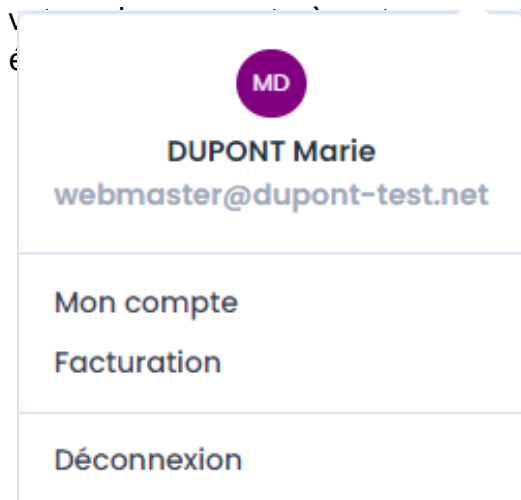 MD
DUPONT Marie
webmaster@dupont-test.net
Mon compte
Facturation
Déconnexion